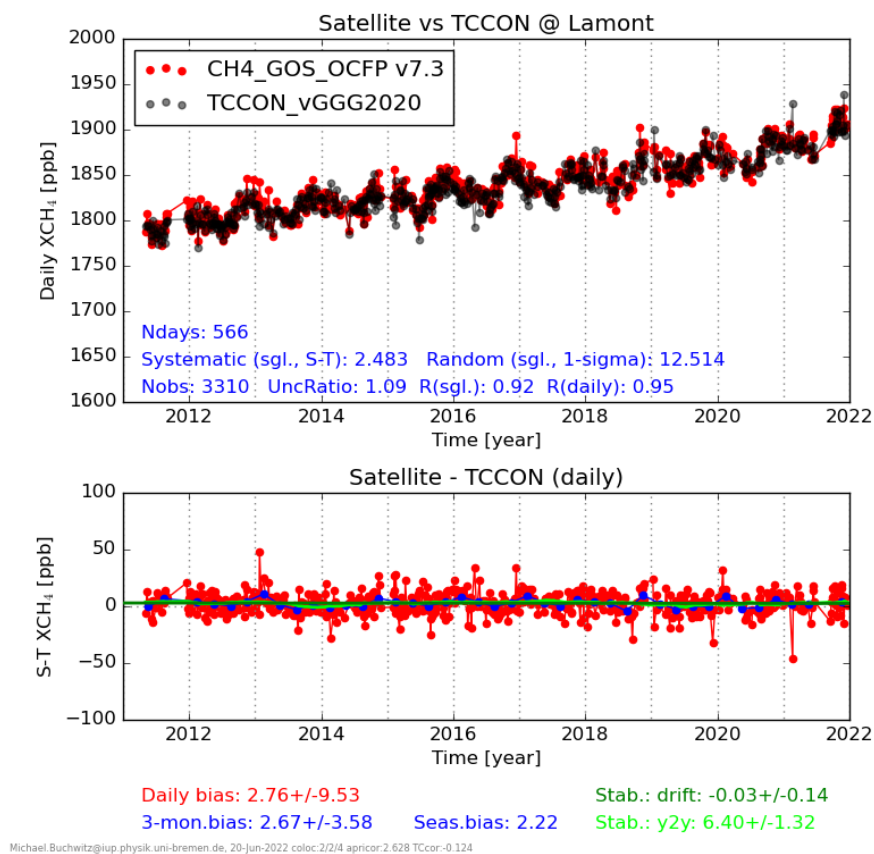 Satellite vs TCCON @ Lamont
2000
1950
1900
1850
1800
1750
1700
1650
1600
Daily XCH₄ [ppb]
CH4_GOS_OCFP v7.3
TCCON_vGGG2020
Ndays: 566
Systematic (sgl., S-T): 2.483 Random (sgl., 1-sigma): 12.514
Nobs: 3310 UncRatio: 1.09 R(sgl.): 0.92 R(daily): 0.95
2012 2014 2016 2018 2020 2022
Time [year]
Satellite - TCCON (daily)
100
50
0
−50
−100
S-T XCH₄ [ppb]
2012 2014 2016 2018 2020 2022
Time [year]
Daily bias: 2.76+/-9.53 Stab.: drift: -0.03+/-0.14
3-mon.bias: 2.67+/-3.58 Seas.bias: 2.22 Stab.: y2y: 6.40+/-1.32
Michael.Buchwitz@iup.physik.uni-bremen.de, 20-Jun-2022 coloc:2/2/4 apricor:2.628 TCcor:-0.124